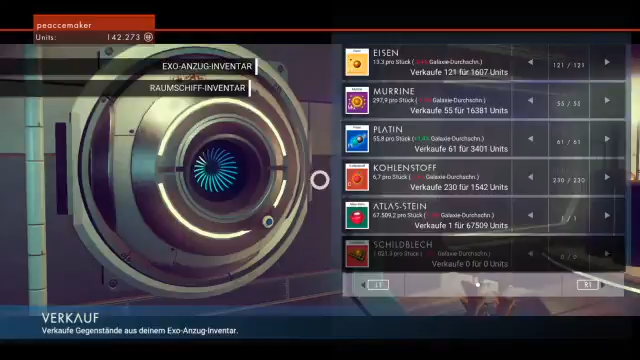 peaccemaker
Units: 142.273
EXO-ANZUG-INVENTAR
RAUMSCHIFF-INVENTAR
EISEN
13.3 pro Stück ( Galaxie-Durchschn.)
Verkaufe 121 für 1607 Units
121 / 121
MURRINE
297,9 pro Stück ( Galaxie-Durchschn.)
Verkaufe 55 für 16381 Units
55 / 55
PLATIN
55,8 pro Stück ( Galaxie-Durchschn.)
Verkaufe 61 für 3401 Units
61 / 61
KOHLENSTOFF
6,7 pro Stück ( Galaxie-Durchschn.)
Verkaufe 230 für 1542 Units
230 / 230
ATLAS-STEIN
67.509,2 pro Stück ( Galaxie-Durchschn.)
Verkaufe 1 für 67509 Units
1 / 1
SCHILDBLECH
pro Stück ( Galaxie-Durchschn.)
Verkaufe 0 für 0 Units
0 / 0
L1
R1
VERKAUF
Verkaufe Gegenstände aus deinem Exo-Anzug-Inventar.